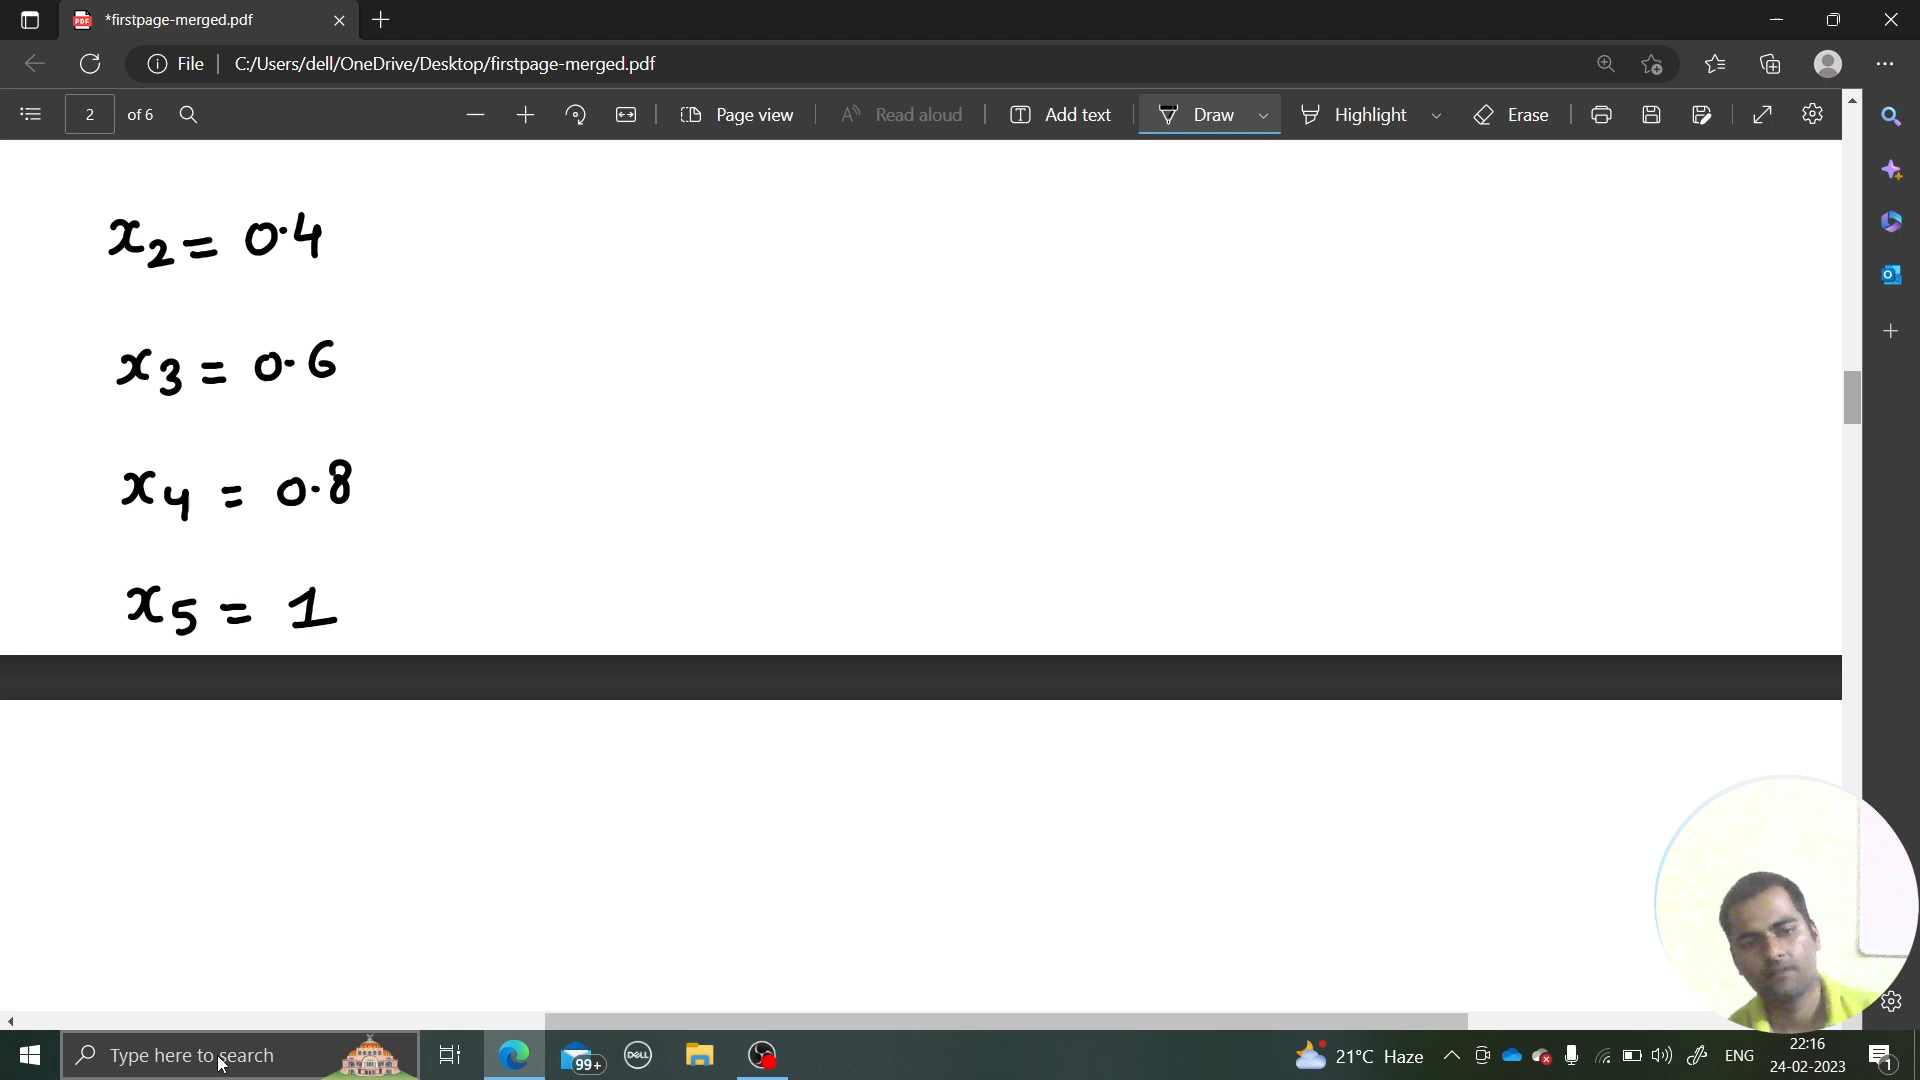 *firstpage-merged.pdf
File C:/Users/dell/OneDrive/Desktop/firstpage-merged.pdf
2 of 6 Page view Read aloud Add text Draw Highlight Erase
x₂ = 0.4
x₃ = 0.6
x₄ = 0.8
x₅ = 1
Type here to search 99+ DELL 21°C Haze ENG 22:16
24-02-2023
1